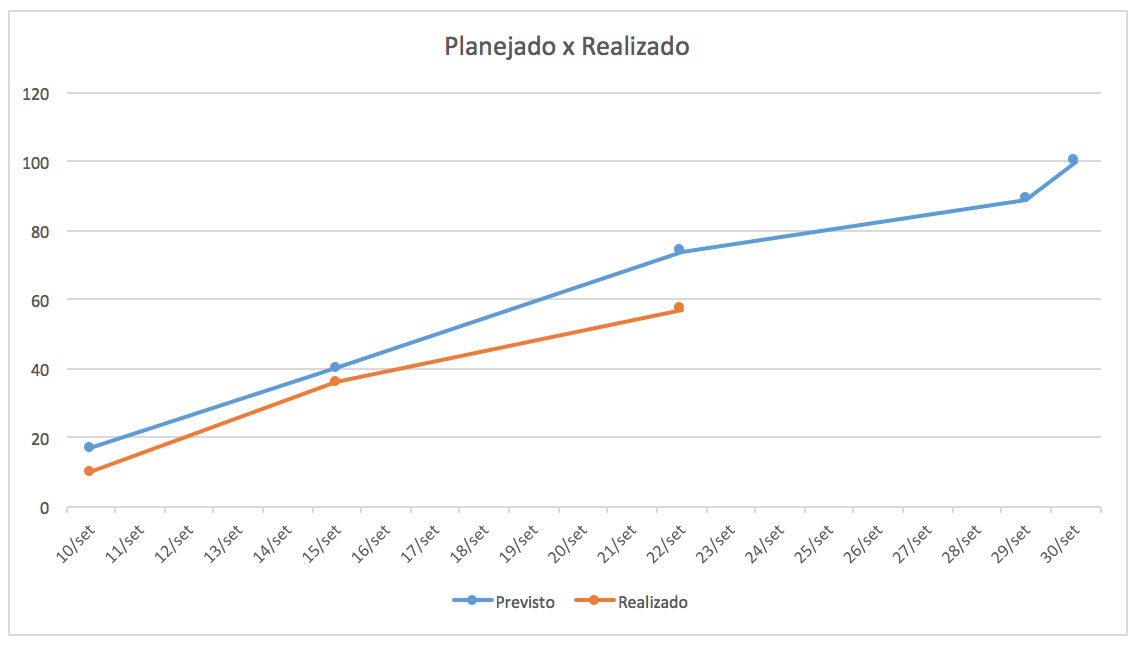 Planejado x Realizado
120
100
80
60
40
20
0
10/set 11/set 12/set 13/set 14/set 15/set 16/set 17/set 18/set 19/set 20/set 21/set 22/set 23/set 24/set 25/set 26/set 27/set 28/set 29/set 30/set
Previsto Realizado